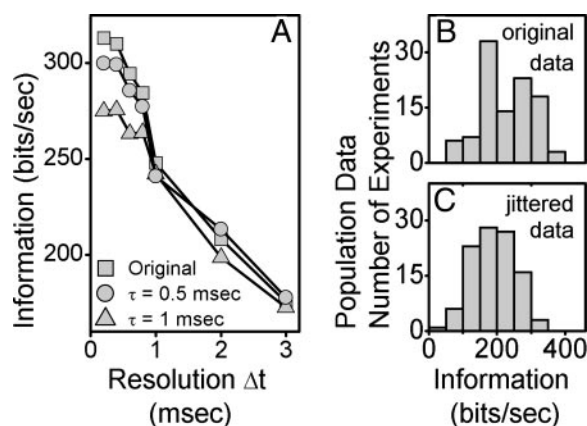 A
300
250
200
Information (bits/sec)
Original
τ = 0.5 msec
τ = 1 msec
0
1
2
3
Resolution Δt
(msec)
B
original
data
30
15
0
Population Data
Number of Experiments
C
jittered
data
30
15
0
0
200
400
Information
(bits/sec)